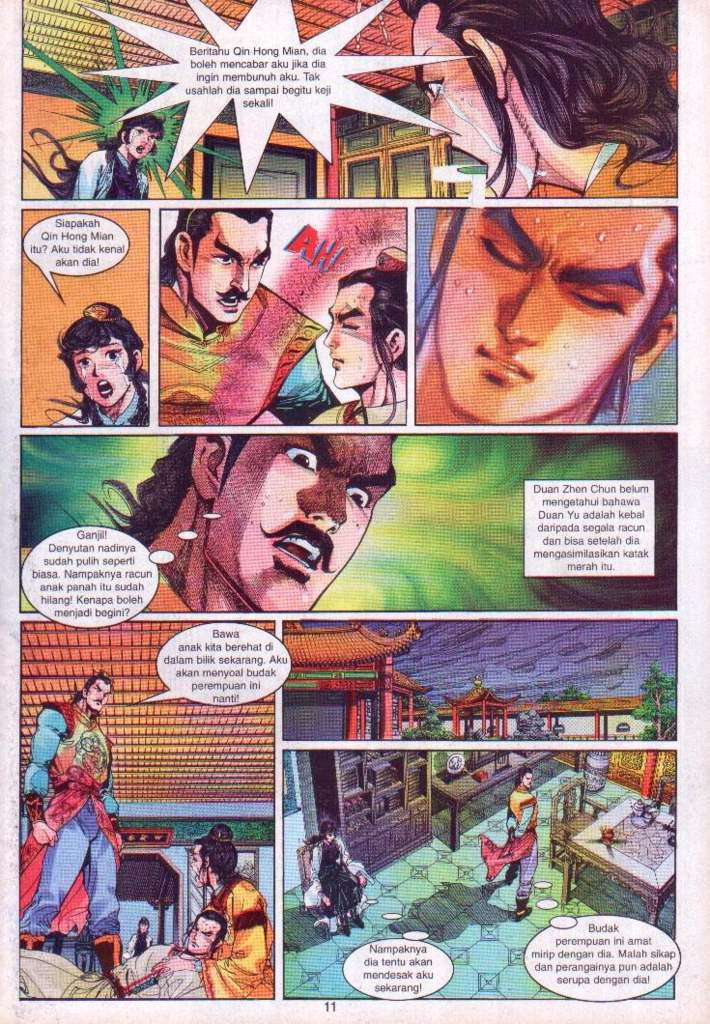 Beritahu Qin Hong Mian, dia
boleh mencabar aku jika dia
ingin membunuh aku. Tak
usahlah dia sampai begitu keji
sekali!
Siapakah
Qin Hong Mian
itu? Aku tidak kenal
akan dia!
AH!
Ganjil!
Denyutan nadinya
sudah pulih seperti
biasa. Nampaknya racun
anak panah itu sudah
hilang! Kenapa boleh
menjadi begini?
Duan Zhen Chun belum
mengetahui bahawa
Duan Yu adalah kebal
daripada segala racun
dan bisa setelah dia
mengasimilasikan katak
merah itu.
Bawa
anak kita berehat di
dalam bilik sekarang. Aku
akan menyoal budak
perempuan ini
nanti!
Nampaknya
dia tentu akan
mendesak aku
sekarang!
Budak
perempuan ini amat
mirip dengan dia. Malah sikap
dan perangainya pun adalah
serupa dengan dia!
11